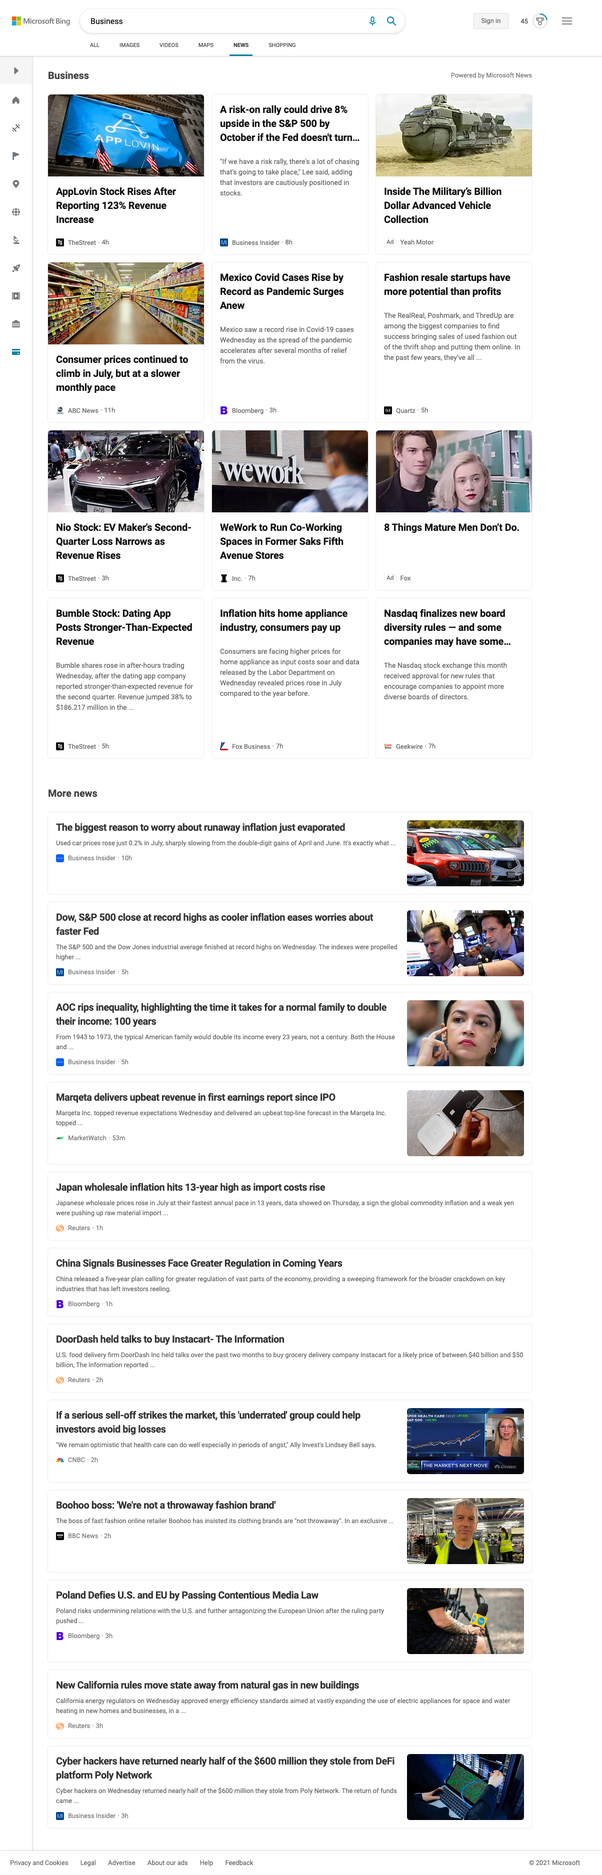 Microsoft Bing
Business
Sign in
45
ALL IMAGES VIDEOS MAPS NEWS SHOPPING
Business
Powered by Microsoft News
APPLOVIN
AppLovin Stock Rises After
Reporting 123% Revenue
Increase
TheStreet · 4h
A risk-on rally could drive 8%
upside in the S&P 500 by
October if the Fed doesn't turn...
"If we have a risk rally, there's a lot of chasing
that's going to take place," Lee said, adding
that investors are cautiously positioned in
stocks.
Business Insider · 8h
Inside The Military's Billion
Dollar Advanced Vehicle
Collection
Ad Yeah Motor
Consumer prices continued to
climb in July, but at a slower
monthly pace
ABC News · 11h
Mexico Covid Cases Rise by
Record as Pandemic Surges
Anew
Mexico saw a record rise in Covid-19 cases
Wednesday as the spread of the pandemic
accelerates after several months of relief
from the virus.
Bloomberg · 3h
Fashion resale startups have
more potential than profits
The RealReal, Poshmark, and ThredUp are
among the biggest companies to find
success bringing sales of used fashion out
of the thrift shop and putting them online. In
the past few years, they've all ...
Quartz · 5h
Nio Stock: EV Maker's Second-
Quarter Loss Narrows as
Revenue Rises
TheStreet · 3h
wework
WeWork to Run Co-Working
Spaces in Former Saks Fifth
Avenue Stores
Inc. · 7h
8 Things Mature Men Don't Do.
Ad Fox
Bumble Stock: Dating App
Posts Stronger-Than-Expected
Revenue
Bumble shares rose in after-hours trading
Wednesday, after the dating app company
reported stronger-than-expected revenue for
the second quarter. Revenue jumped 38% to
$186.217 million in the ...
TheStreet · 5h
Inflation hits home appliance
industry, consumers pay up
Consumers are facing higher prices for
home appliance as input costs soar and data
released by the Labor Department on
Wednesday revealed prices rose in July
compared to the year before.
Fox Business · 7h
Nasdaq finalizes new board
diversity rules — and some
companies may have some...
The Nasdaq stock exchange this month
received approval for new rules that
encourage companies to appoint more
diverse boards of directors.
Geekwire · 7h
More news
The biggest reason to worry about runaway inflation just evaporated
Used car prices rose just 0.2% in July, sharply slowing from the double-digit gains of April and June. It's exactly what ...
Business Insider · 10h
Dow, S&P 500 close at record highs as cooler inflation eases worries about
faster Fed
The S&P 500 and the Dow Jones industrial average finished at record highs on Wednesday. The indexes were propelled
higher ...
Business Insider · 5h
AOC rips inequality, highlighting the time it takes for a normal family to double
their income: 100 years
From 1943 to 1973, the typical American family would double its income every 23 years, not a century. Both the House
and ...
Business Insider · 5h
Marqeta delivers upbeat revenue in first earnings report since IPO
Marqeta Inc. topped revenue expectations Wednesday and delivered an upbeat top-line forecast in the Marqeta Inc.
topped ...
MarketWatch · 53m
Japan wholesale inflation hits 13-year high as import costs rise
Japanese wholesale prices rose in July at their fastest annual pace in 13 years, data showed on Thursday, a sign the global commodity inflation and a weak yen
were pushing up raw material import ...
Reuters · 1h
China Signals Businesses Face Greater Regulation in Coming Years
China released a five-year plan calling for greater regulation of vast parts of the economy, providing a sweeping framework for the broader crackdown on key
industries that has left investors reeling.
Bloomberg · 1h
DoorDash held talks to buy Instacart- The Information
U.S. food delivery firm DoorDash Inc held talks over the past two months to buy grocery delivery company Instacart for a likely price of between $40 billion and $50
billion, The Information reported ...
Reuters · 2h
If a serious sell-off strikes the market, this 'underrated' group could help
investors avoid big losses
"We remain optimistic that health care can do well especially in periods of angst," Ally Invest's Lindsey Bell says.
CNBC · 2h
THE MARKET'S NEXT MOVE
Boohoo boss: 'We're not a throwaway fashion brand'
The boss of fast fashion online retailer Boohoo has insisted its clothing brands are "not throwaway". In an exclusive ...
BBC News · 2h
Poland Defies U.S. and EU by Passing Contentious Media Law
Poland risks undermining relations with the U.S. and further antagonizing the European Union after the ruling party
pushed ...
Bloomberg · 3h
New California rules move state away from natural gas in new buildings
California energy regulators on Wednesday approved energy efficiency standards aimed at vastly expanding the use of electric appliances for space and water
heating in new homes and businesses, in a ...
Reuters · 3h
Cyber hackers have returned nearly half of the $600 million they stole from DeFi
platform Poly Network
Cyber hackers on Wednesday returned nearly half of the $600 million they stole from Poly Network. The return of funds
came ...
Business Insider · 3h
Privacy and Cookies Legal Advertise About our ads Help Feedback
© 2021 Microsoft